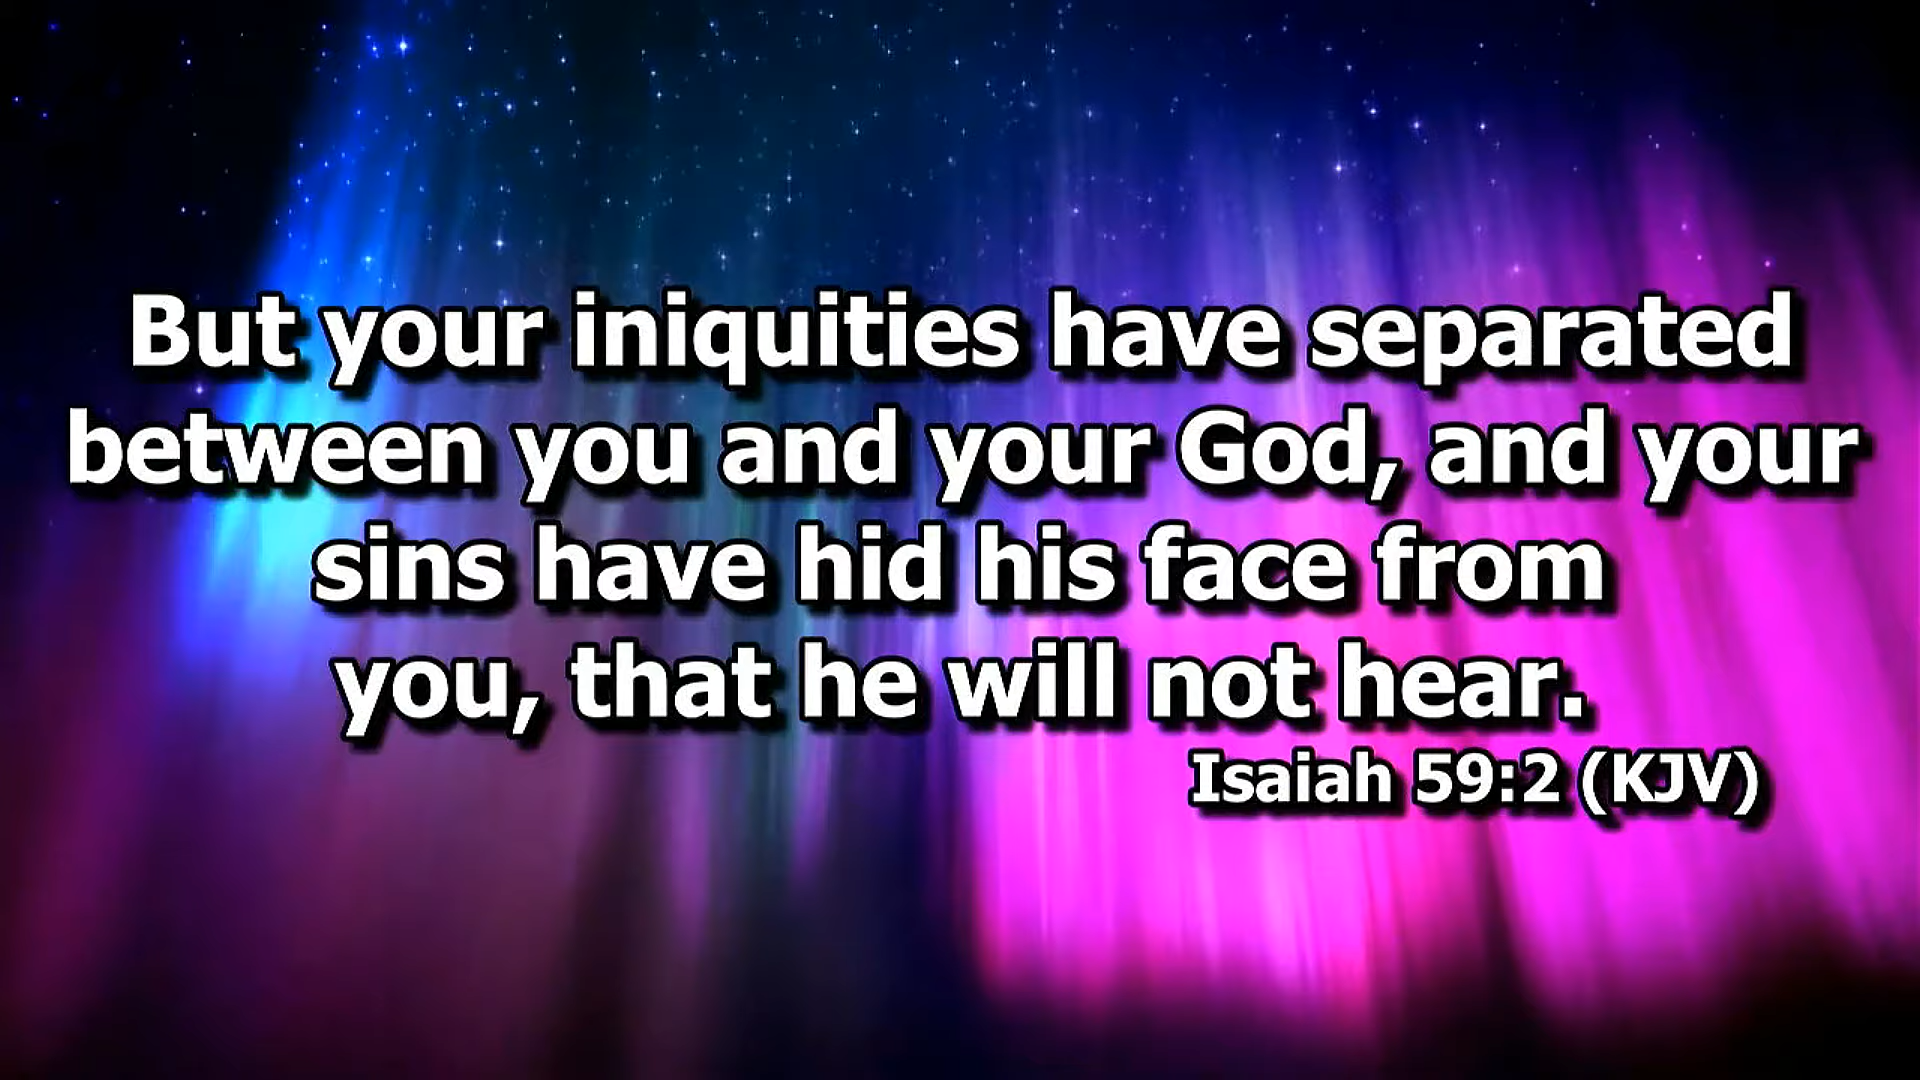 But your iniquities have separated
between you and your God, and your
sins have hid his face from
you, that he will not hear.
Isaiah 59:2 (KJV)